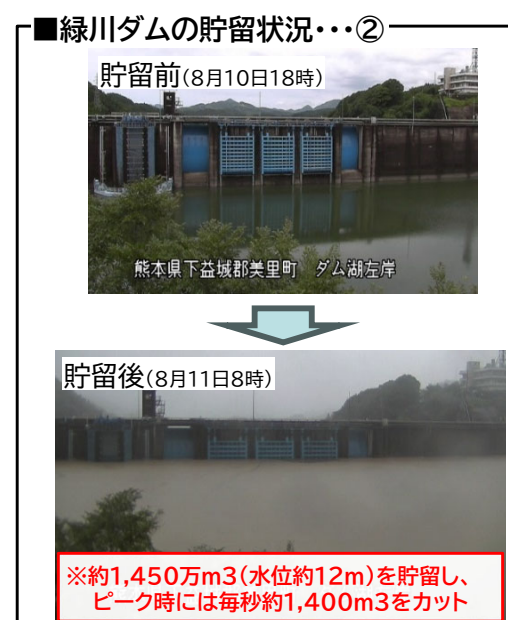 ■緑川ダムの貯留状況・・・②
貯留前(8月10日18時)
熊本県下益城郡美里町　ダム湖左岸
貯留後(8月11日8時)
※約1,450万m3(水位約12m)を貯留し、
ピーク時には毎秒約1,400m3をカット